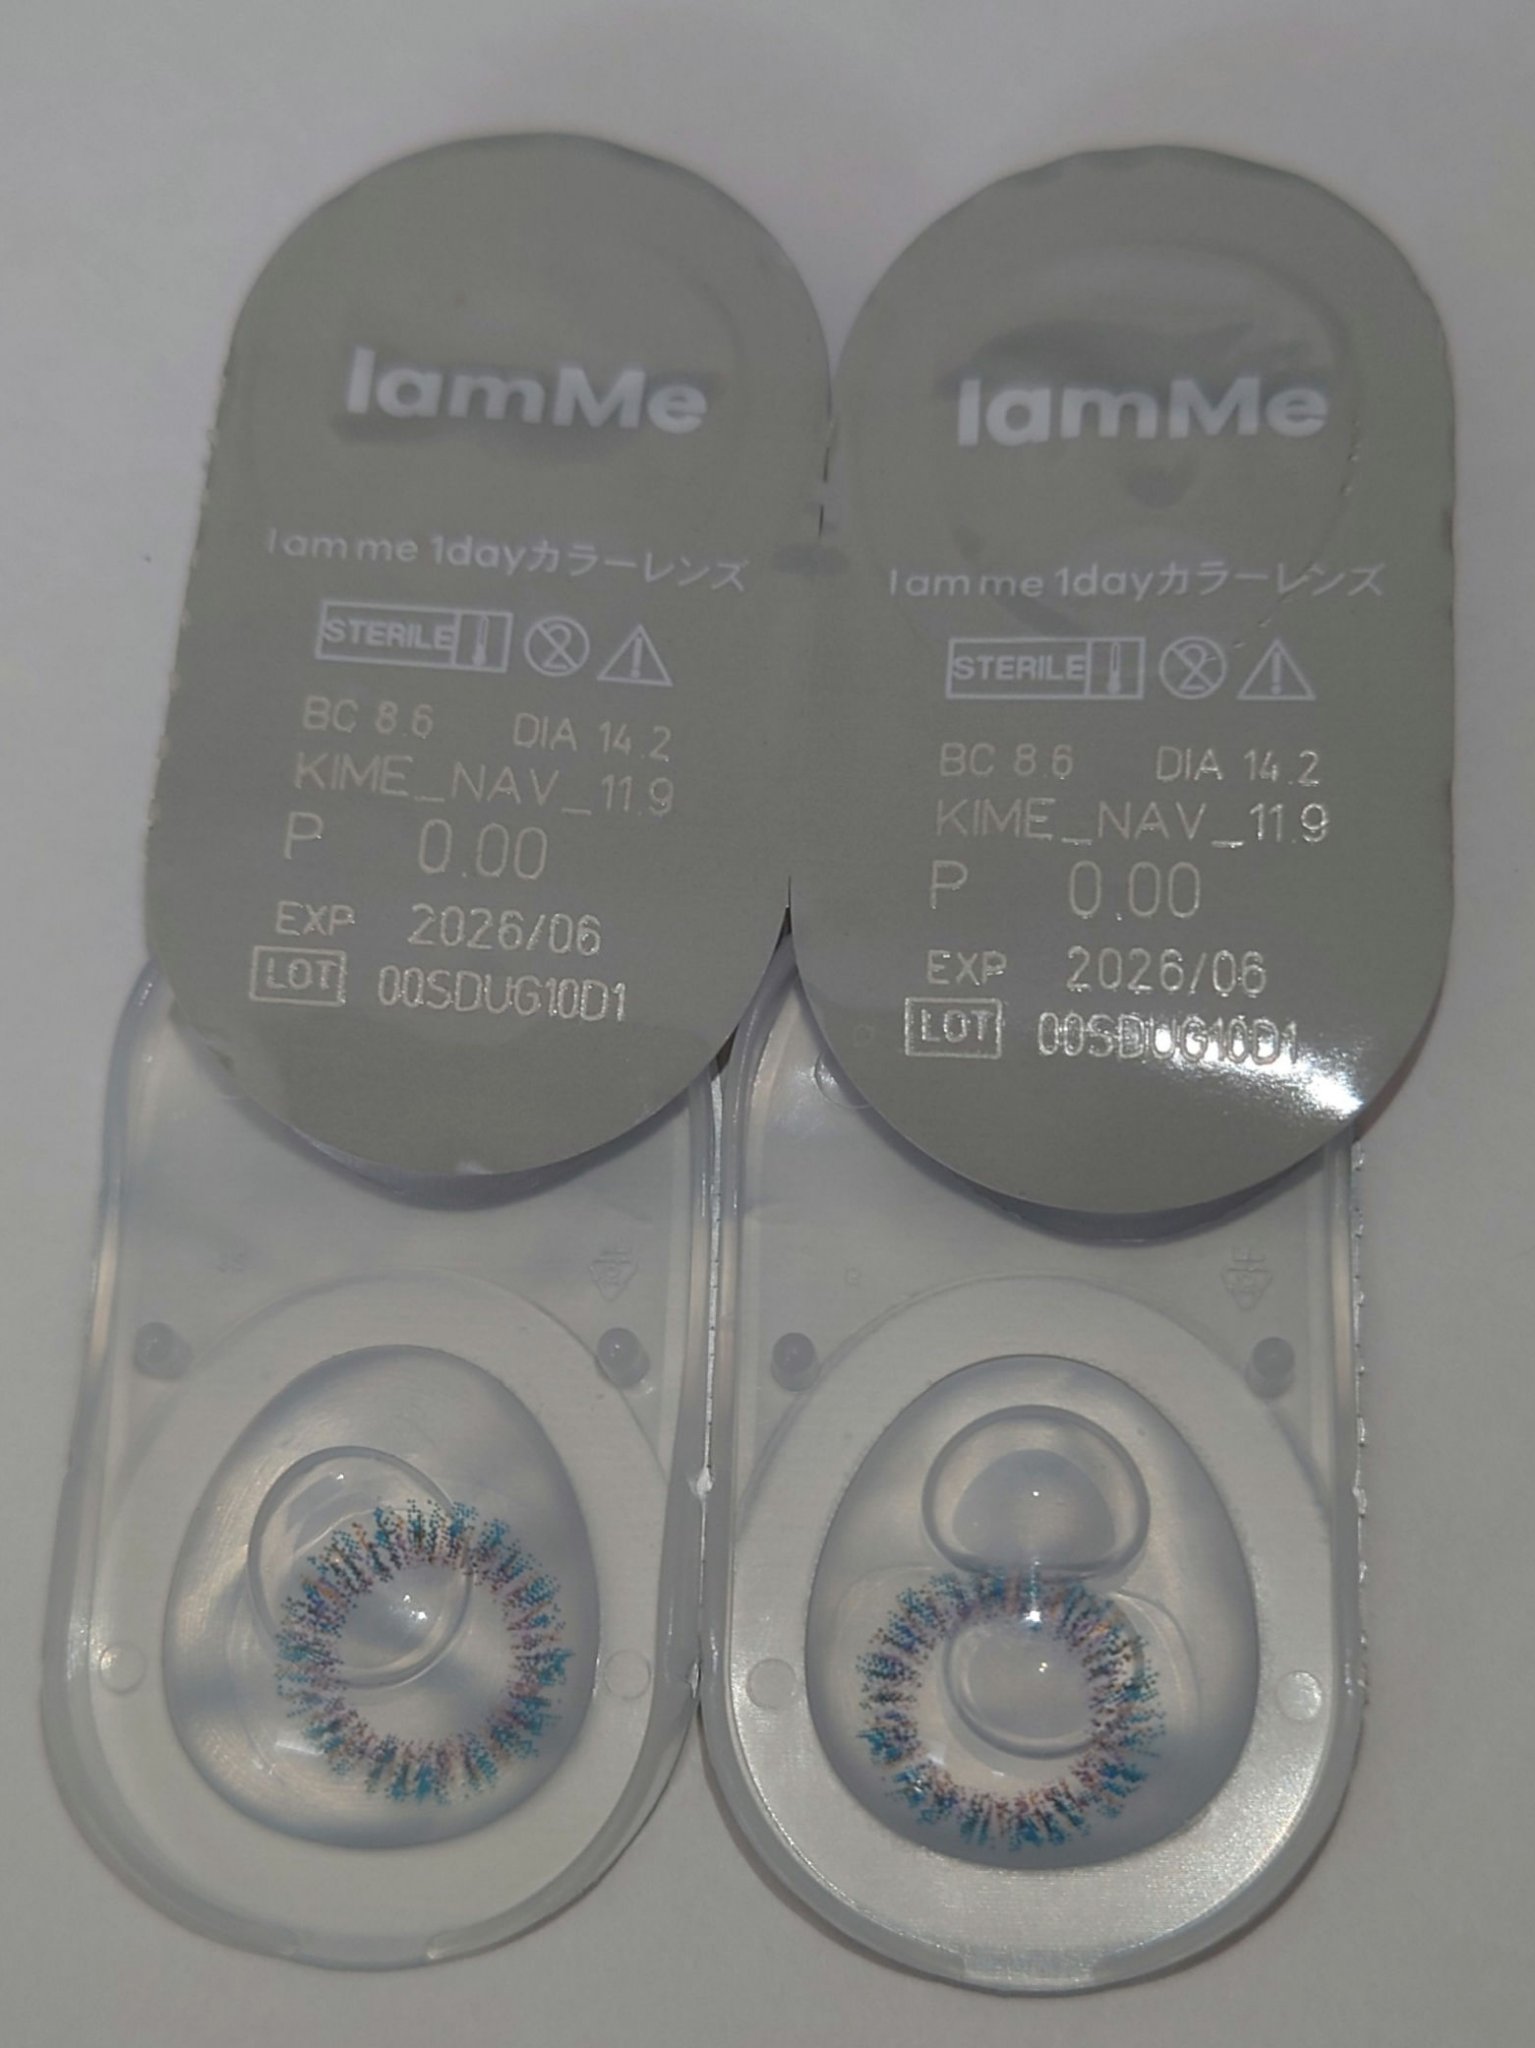 IamMe
I am me 1dayカラーレンズ
STERILE
BC 8.6 DIA 14.2
KIME_NAV_11.9
P 0.00
EXP 2026/06
LOT 00SDUG10D1
IamMe
I am me 1dayカラーレンズ
STERILE
BC 8.6 DIA 14.2
KIME_NAV_11.9
P 0.00
EXP 2026/06
LOT 00SDUG10D1